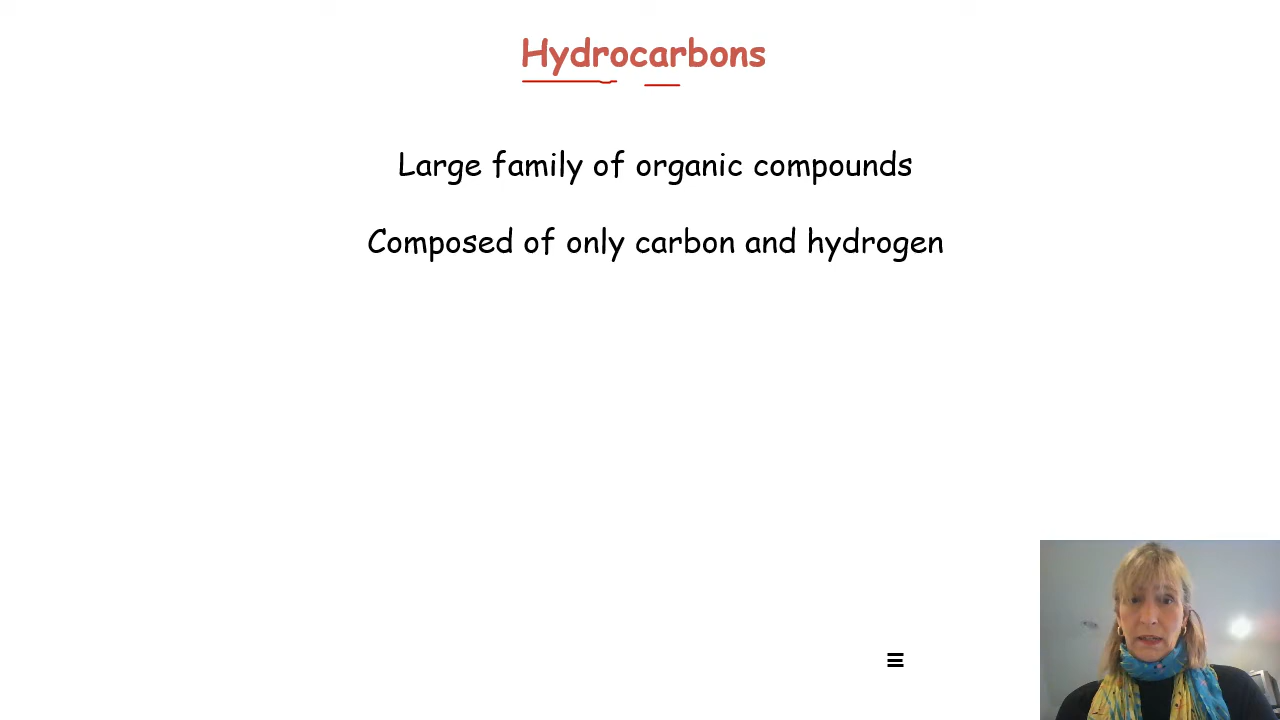 Hydrocarbons
Large family of organic compounds
Composed of only carbon and hydrogen